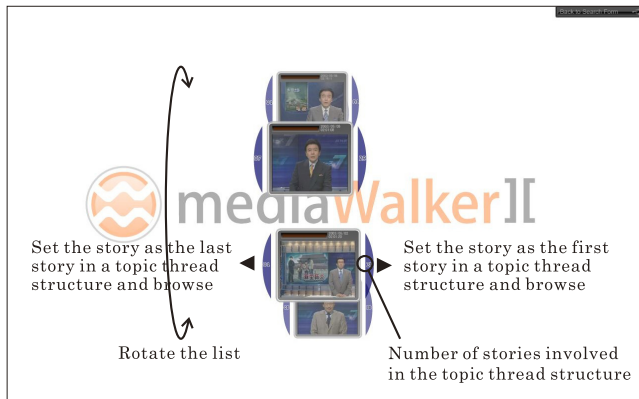 Back to Search Form
mediaWalker II
Set the story as the last
story in a topic thread
structure and browse
Set the story as the first
story in a topic thread
structure and browse
Rotate the list
Number of stories involved
in the topic thread structure